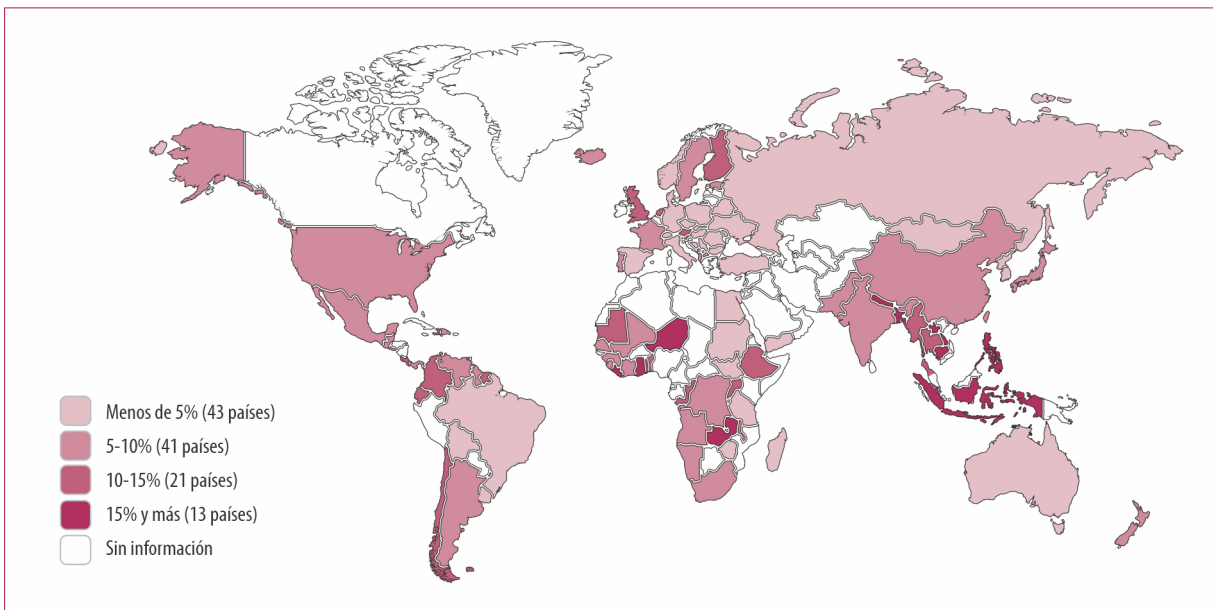 Menos de 5% (43 países)
5-10% (41 países)
10-15% (21 países)
15% y más (13 países)
Sin información